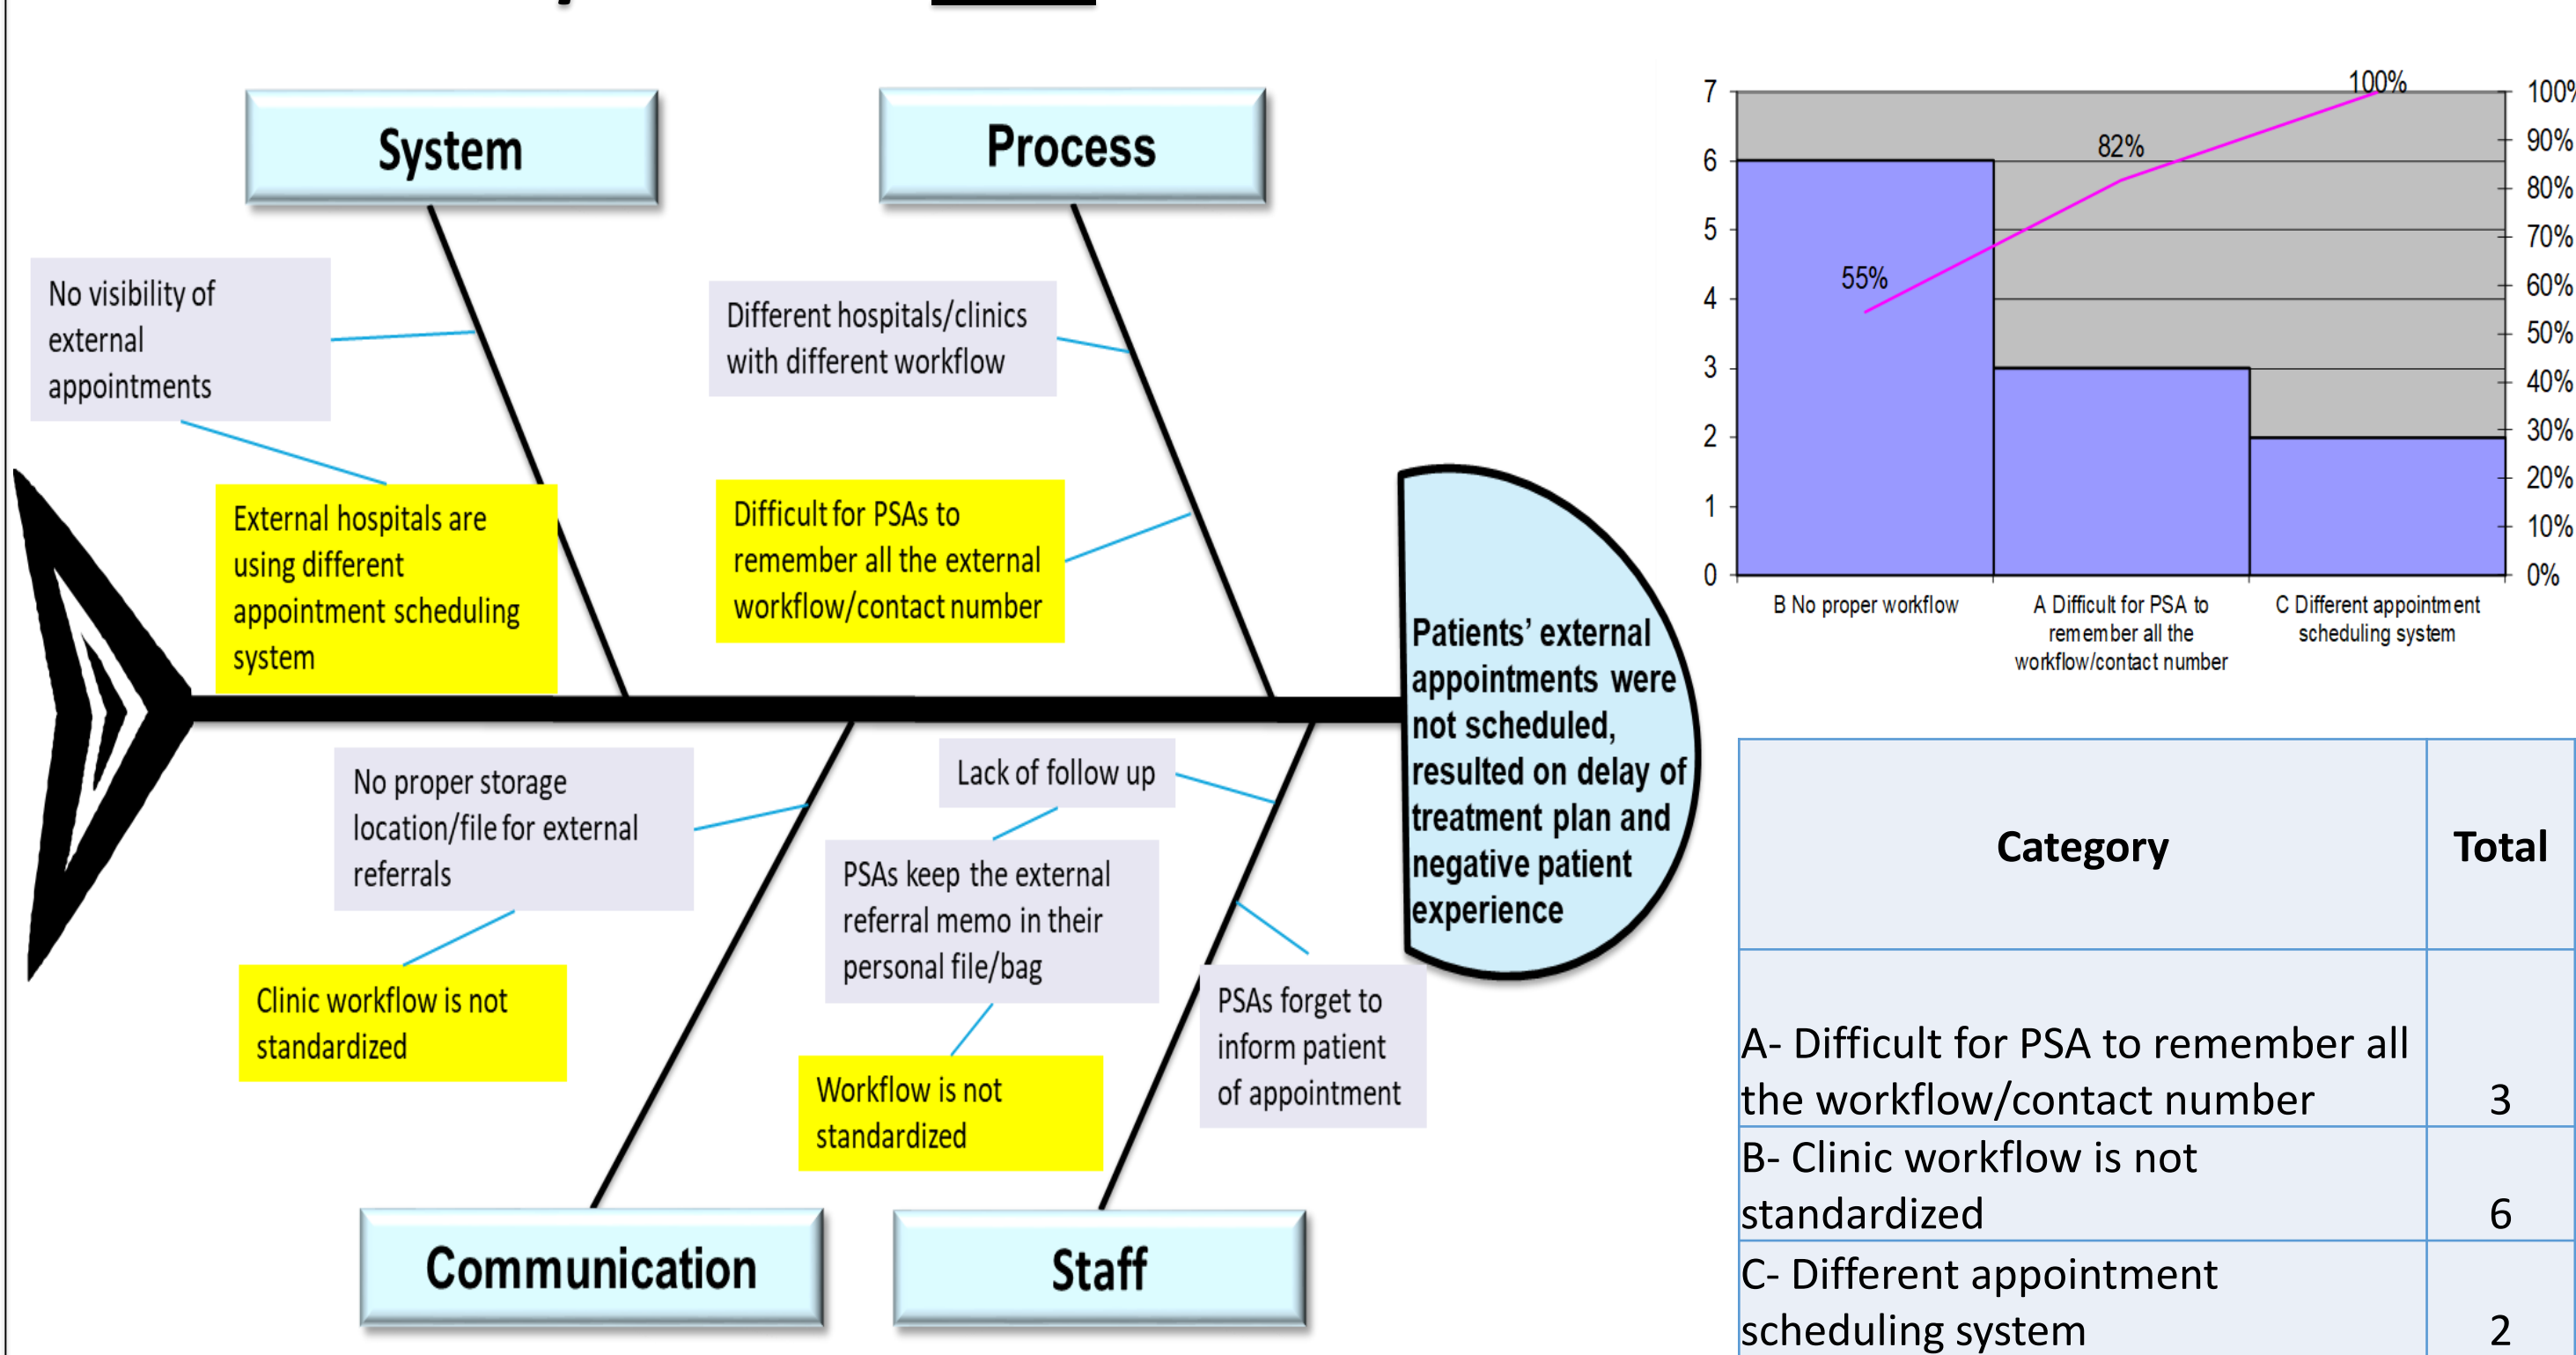 System
Process
No visibility of
external
appointments
External hospitals are
using different
appointment scheduling
system
Different hospitals/clinics
with different workflow
Difficult for PSAs to
remember all the external
workflow/contact number
Patients’ external
appointments were
not scheduled,
resulted on delay of
treatment plan and
negative patient
experience
No proper storage
location/file for external
referrals
Clinic workflow is not
standardized
Lack of follow up
PSAs keep the external
referral memo in their
personal file/bag
Workflow is not
standardized
PSAs forget to
inform patient
of appointment
Communication
Staff
7
6
5
4
3
2
1
0
55%
82%
100%
100%
90%
80%
70%
60%
50%
40%
30%
20%
10%
0%
B No proper workflow
A Difficult for PSA to
remember all the
workflow/contact number
C Different appointment
scheduling system
Category Total
A- Difficult for PSA to remember all
the workflow/contact number 3
B- Clinic workflow is not
standardized 6
C- Different appointment
scheduling system 2